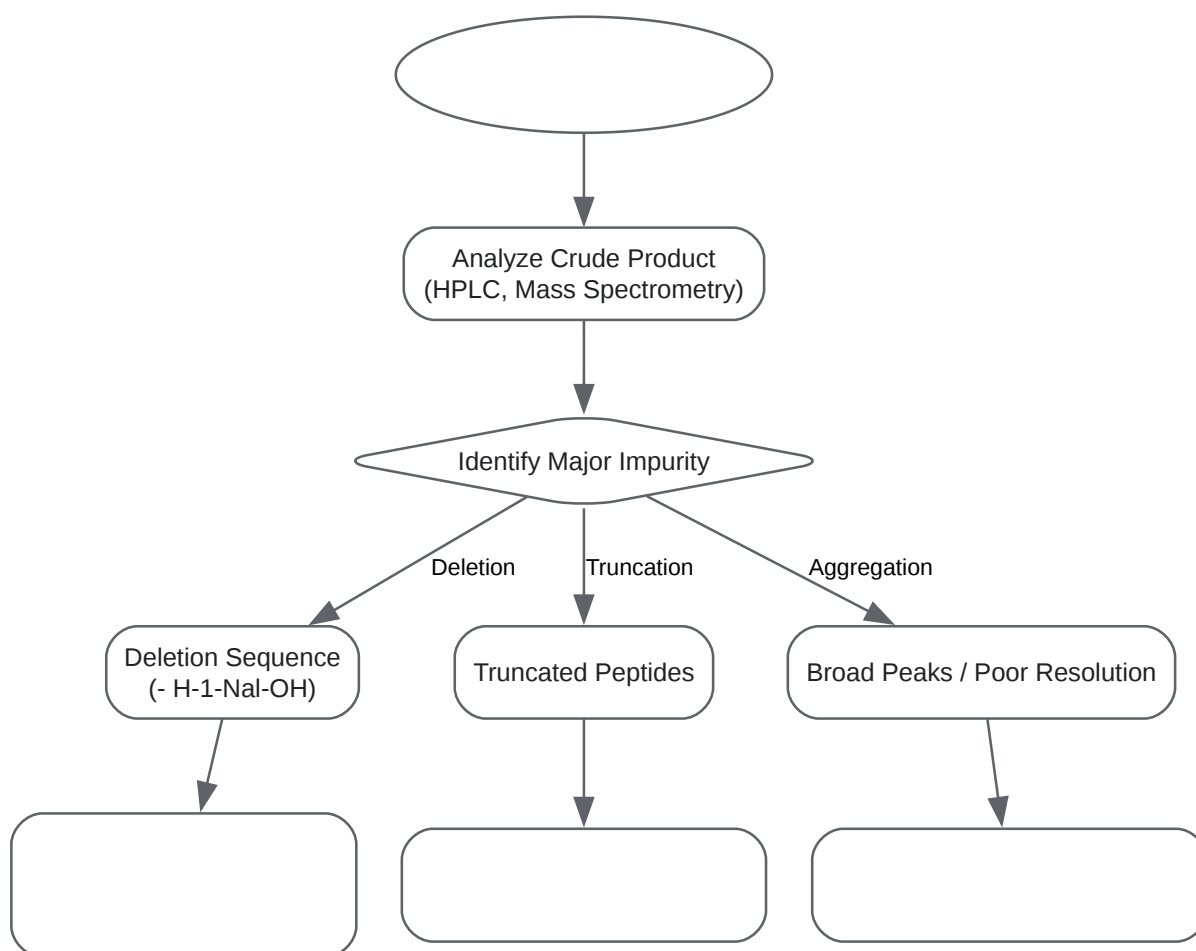 Analyze Crude Product
(HPLC, Mass Spectrometry)
Identify Major Impurity
Deletion
Truncation
Aggregation
Deletion Sequence
(- H-1-Nal-OH)
Truncated Peptides
Broad Peaks / Poor Resolution